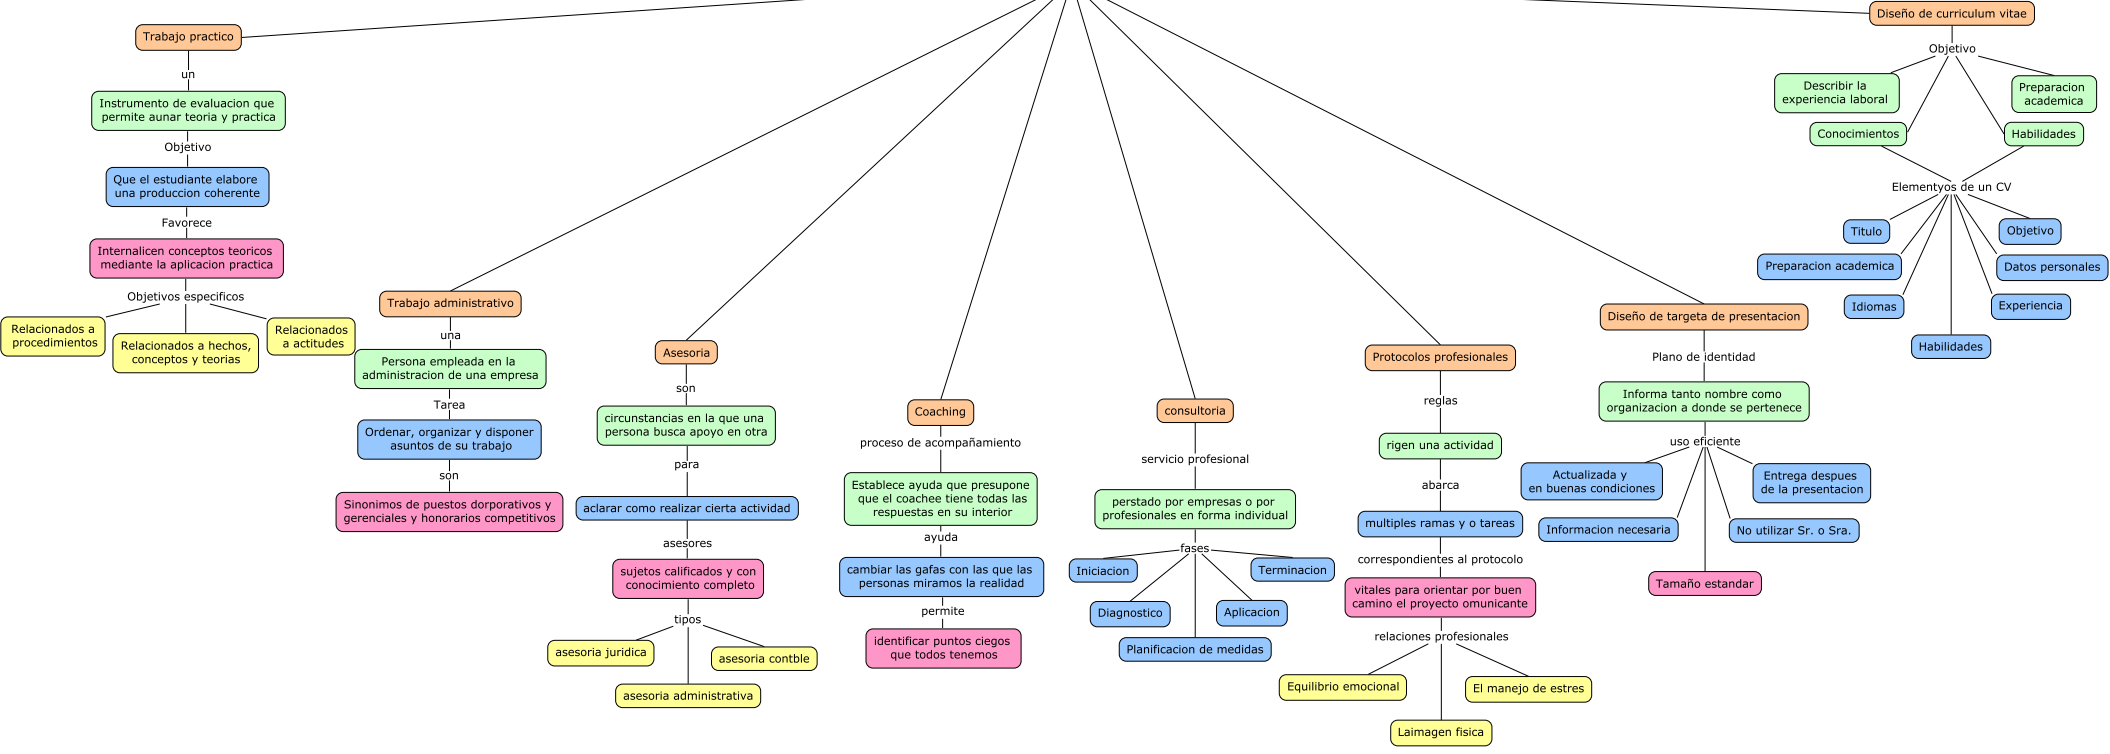 Trabajo practico
un
Instrumento de evaluacion que
permite aunar teoria y practica
Objetivo
Que el estudiante elabore
una produccion coherente
Favorece
Internalicen conceptos teoricos
mediante la aplicacion practica
Objetivos especificos
Relacionados a
procedimientos
Relacionados a hechos,
conceptos y teorias
Relacionados
a actitudes
Trabajo administrativo
una
Persona empleada en la
administracion de una empresa
Tarea
Ordenar, organizar y disponer
asuntos de su trabajo
son
Sinonimos de puestos dorporativos y
gerenciales y honorarios competitivos
Asesoria
son
circunstancias en la que una
persona busca apoyo en otra
para
aclarar como realizar cierta actividad
asesores
sujetos calificados y con
conocimiento completo
tipos
asesoria juridica
asesoria administrativa
asesoria contble
Coaching
proceso de acompañamiento
Establece ayuda que presupone
que el coachee tiene todas las
respuestas en su interior
ayuda
cambiar las gafas con las que las
personas miramos la realidad
permite
identificar puntos ciegos
que todos tenemos
consultoria
servicio profesional
perstado por empresas o por
profesionales en forma individual
fases
Iniciacion
Diagnostico
Planificacion de medidas
Aplicacion
Terminacion
Protocolos profesionales
reglas
rigen una actividad
abarca
multiples ramas y o tareas
correspondientes al protocolo
vitales para orientar por buen
camino el proyecto omunicante
relaciones profesionales
Equilibrio emocional
Laimagen fisica
El manejo de estres
Diseño de targeta de presentacion
Plano de identidad
Informa tanto nombre como
organizacion a donde se pertenece
uso eficiente
Actualizada y
en buenas condiciones
Informacion necesaria
Tamaño estandar
No utilizar Sr. o Sra.
Entrega despues
de la presentacion
Diseño de curriculum vitae
Objetivo
Describir la
experiencia laboral
Conocimientos
Habilidades
Preparacion
academica
Elementyos de un CV
Titulo
Preparacion academica
Idiomas
Habilidades
Experiencia
Datos personales
Objetivo